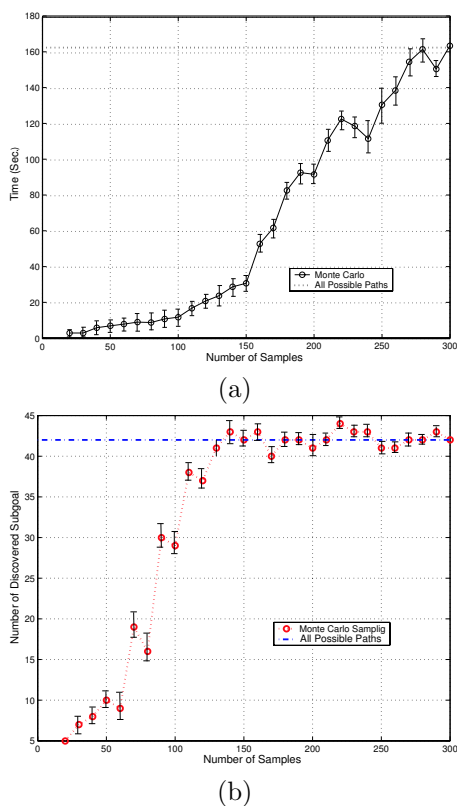 180
160
140
120
100
80
60
40
20
0
Time (Sec.)
Monte Carlo
All Possible Paths
0 50 100 150 200 250 300
Number of Samples
(a)
45
40
35
30
25
20
15
10
5
Number of Discovered Subgoal
Monte Carlo Samplig
All Possible Paths
0 50 100 150 200 250 300
Number of Samples
(b)